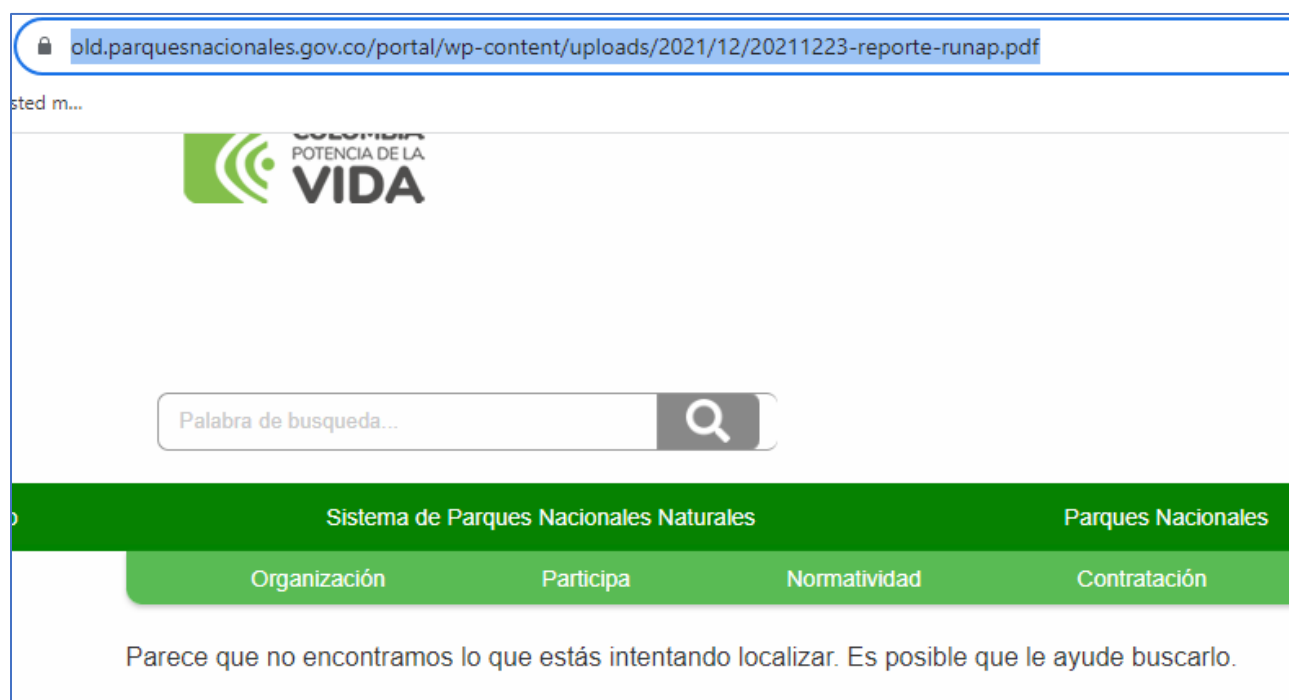 old.parquesnacionales.gov.co/portal/wp-content/uploads/2021/12/20211223-reporte-runap.pdf
sted m...
COLOMBIA
POTENCIA DE LA
VIDA
Palabra de busqueda...
Sistema de Parques Nacionales Naturales Parques Nacionales
Organización Participa Normatividad Contratación
Parece que no encontramos lo que estás intentando localizar. Es posible que le ayude buscarlo.